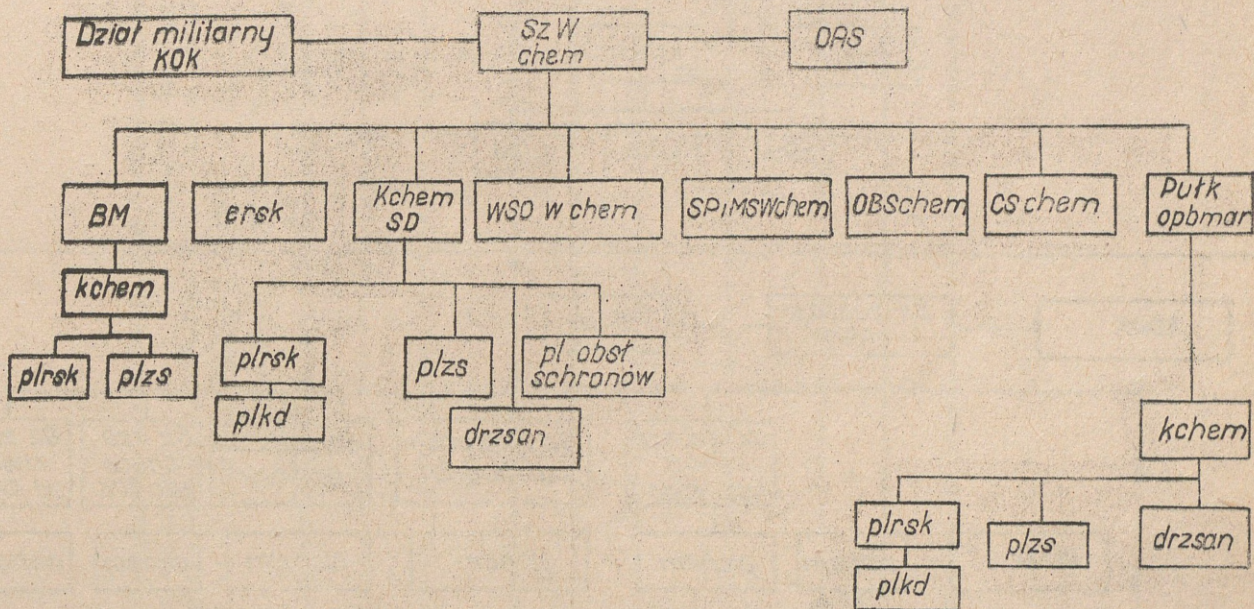 Dział militarny
KOK
SzW
chem
OAS
BM
ersk
Kchem
SD
WSO W chem
SPiMSWchem
OBSchem
CS chem
Pułk
opbmar
kchem
plrsk
plzs
plrsk
plkd
plzs
drzsan
pl. obsł
schronów
kchem
plrsk
plkd
plzs
drzsan